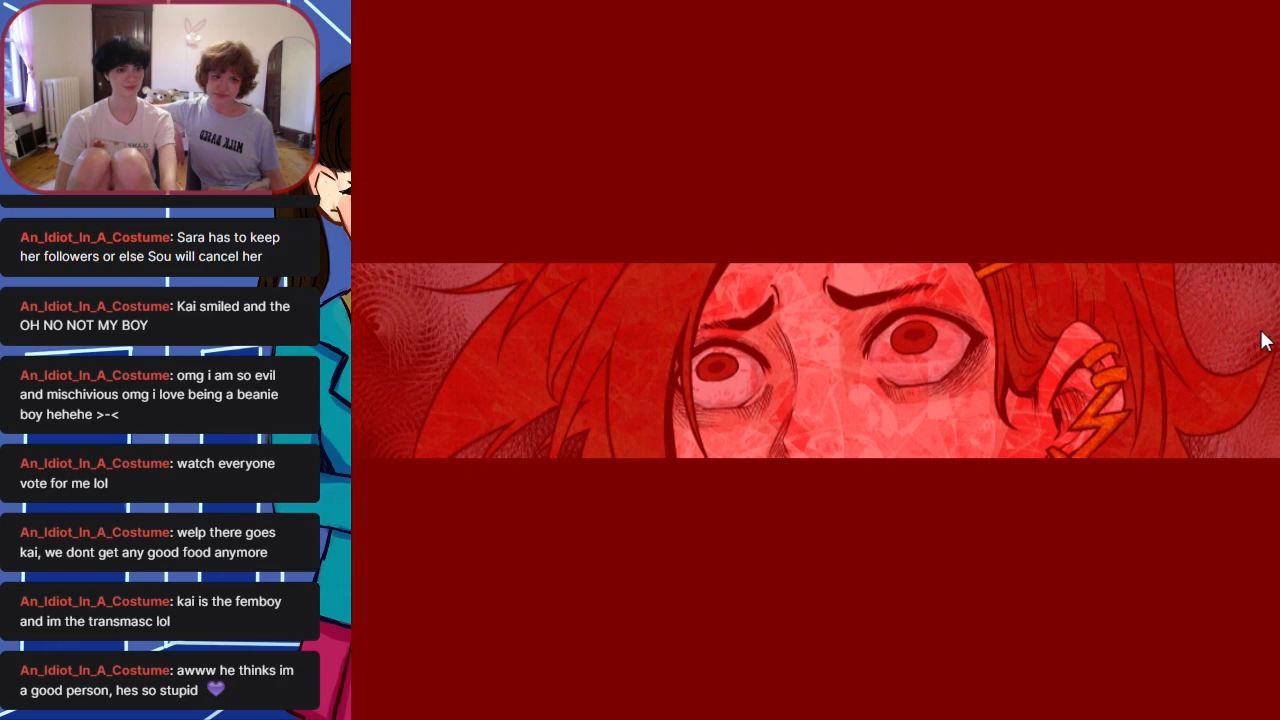 MILK BASED
An_Idiot_In_A_Costume: Sara has to keep
her followers or else Sou will cancel her
An_Idiot_In_A_Costume: Kai smiled and the
OH NO NOT MY BOY
An_Idiot_In_A_Costume: omg i am so evil
and mischivious omg i love being a beanie
boy hehehe >-<
An_Idiot_In_A_Costume: watch everyone
vote for me lol
An_Idiot_In_A_Costume: welp there goes
kai, we dont get any good food anymore
An_Idiot_In_A_Costume: kai is the femboy
and im the transmasc lol
An_Idiot_In_A_Costume: awww he thinks im
a good person, hes so stupid 💜